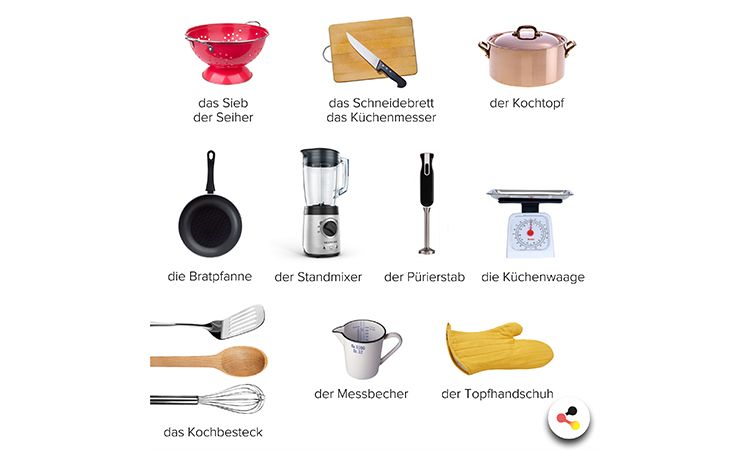 das Sieb
der Seiher
das Schneidebrett
das Küchenmesser
der Kochtopf
die Bratpfanne
der Standmixer
der Pürierstab
die Küchenwaage
das Kochbesteck
der Messbecher
der Topfhandschuh